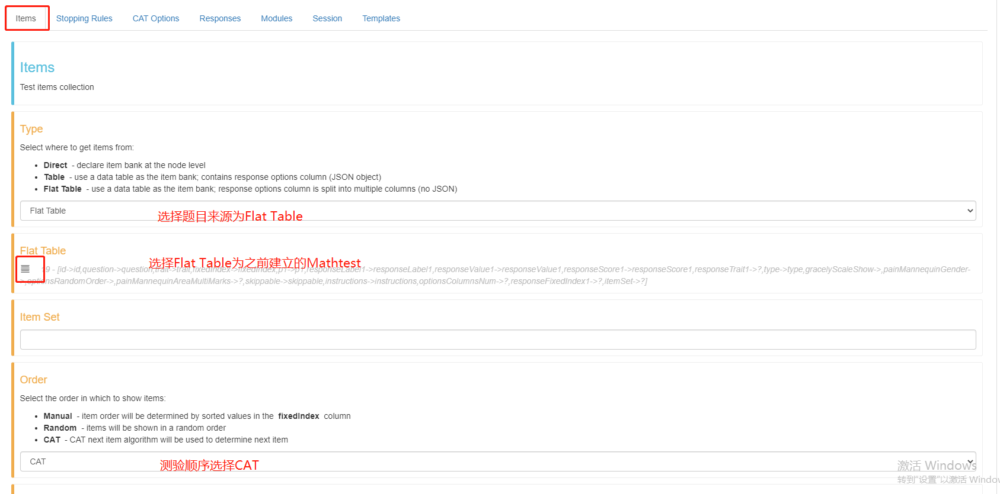 Items Stopping Rules CAT Options Responses Modules Session Templates
Items
Test items collection
Type
Select where to get items from:
Direct - declare item bank at the node level
Table - use a data table as the item bank; contains response options column (JSON object)
Flat Table - use a data table as the item bank; response options column is split into multiple columns (no JSON)
Flat Table
选择题目来源为Flat Table
Flat Table
选择Flat Table为之前建立的Mathtest
9 - [id->id,question->question,trait->trait,fixedIndex->fixedIndex,p1->p1,responseLabel1->responseLabel1,responseValue1->responseValue1,responseScore1->responseScore1,responseTrait1->?,type->type,gracelyScaleShow->,painMannequinGender-
>,optionsRandomOrder->,painMannequinAreaMultiMarks->?,skippable->skippable,instructions->instructions,optionsColumnsNum->?,responseFixedIndex1->?,itemSet->?]
Item Set
Order
Select the order in which to show items:
Manual - item order will be determined by sorted values in the fixedIndex column
Random - items will be shown in a random order
CAT - CAT next item algorithm will be used to determine next item
CAT
测验顺序选择CAT
激活 Windows
转到"设置"以激活 Windo